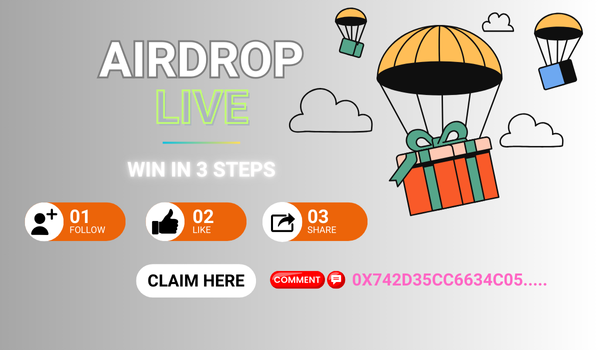 AIRDROP
LIVE
WIN IN 3 STEPS
01
FOLLOW
02
LIKE
03
SHARE
CLAIM HERE
COMMENT
0X742D35CC6634C05.....